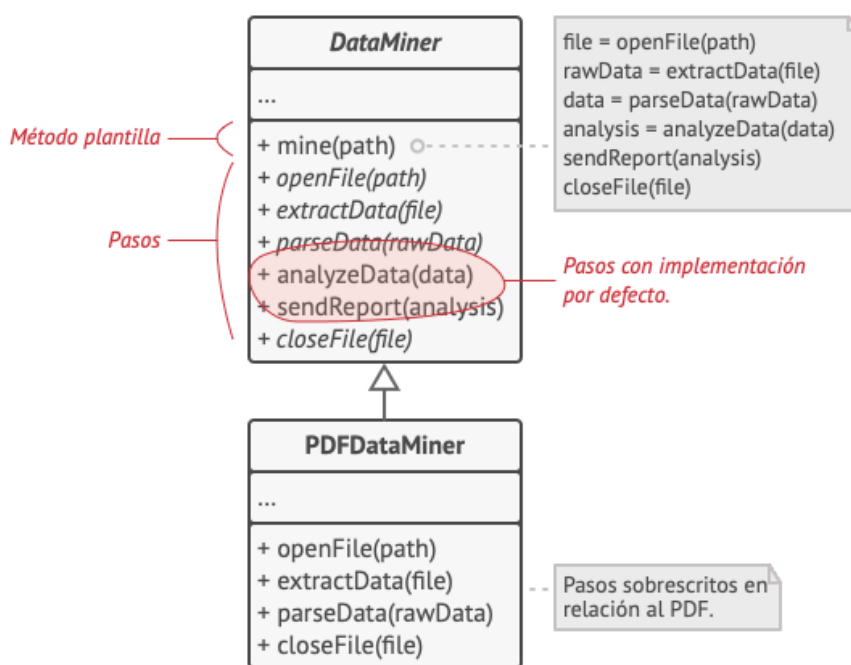 DataMiner
...
Método plantilla
+ mine(path)
+ openFile(path)
+ extractData(file)
+ parseData(rawData)
+ analyzeData(data)
+ sendReport(analysis)
+ closeFile(file)
Pasos
file = openFile(path)
rawData = extractData(file)
data = parseData(rawData)
analysis = analyzeData(data)
sendReport(analysis)
closeFile(file)
Pasos con implementación
por defecto.
PDFDataMiner
...
+ openFile(path)
+ extractData(file)
+ parseData(rawData)
+ closeFile(file)
Pasos sobrescritos en
relación al PDF.